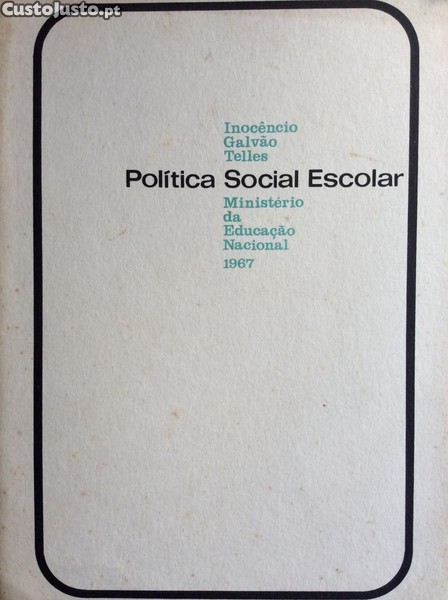 CustoJusto.pt
Inocêncio
Galvão
Telles
Política Social Escolar
Ministério
da
Educação
Nacional
1967